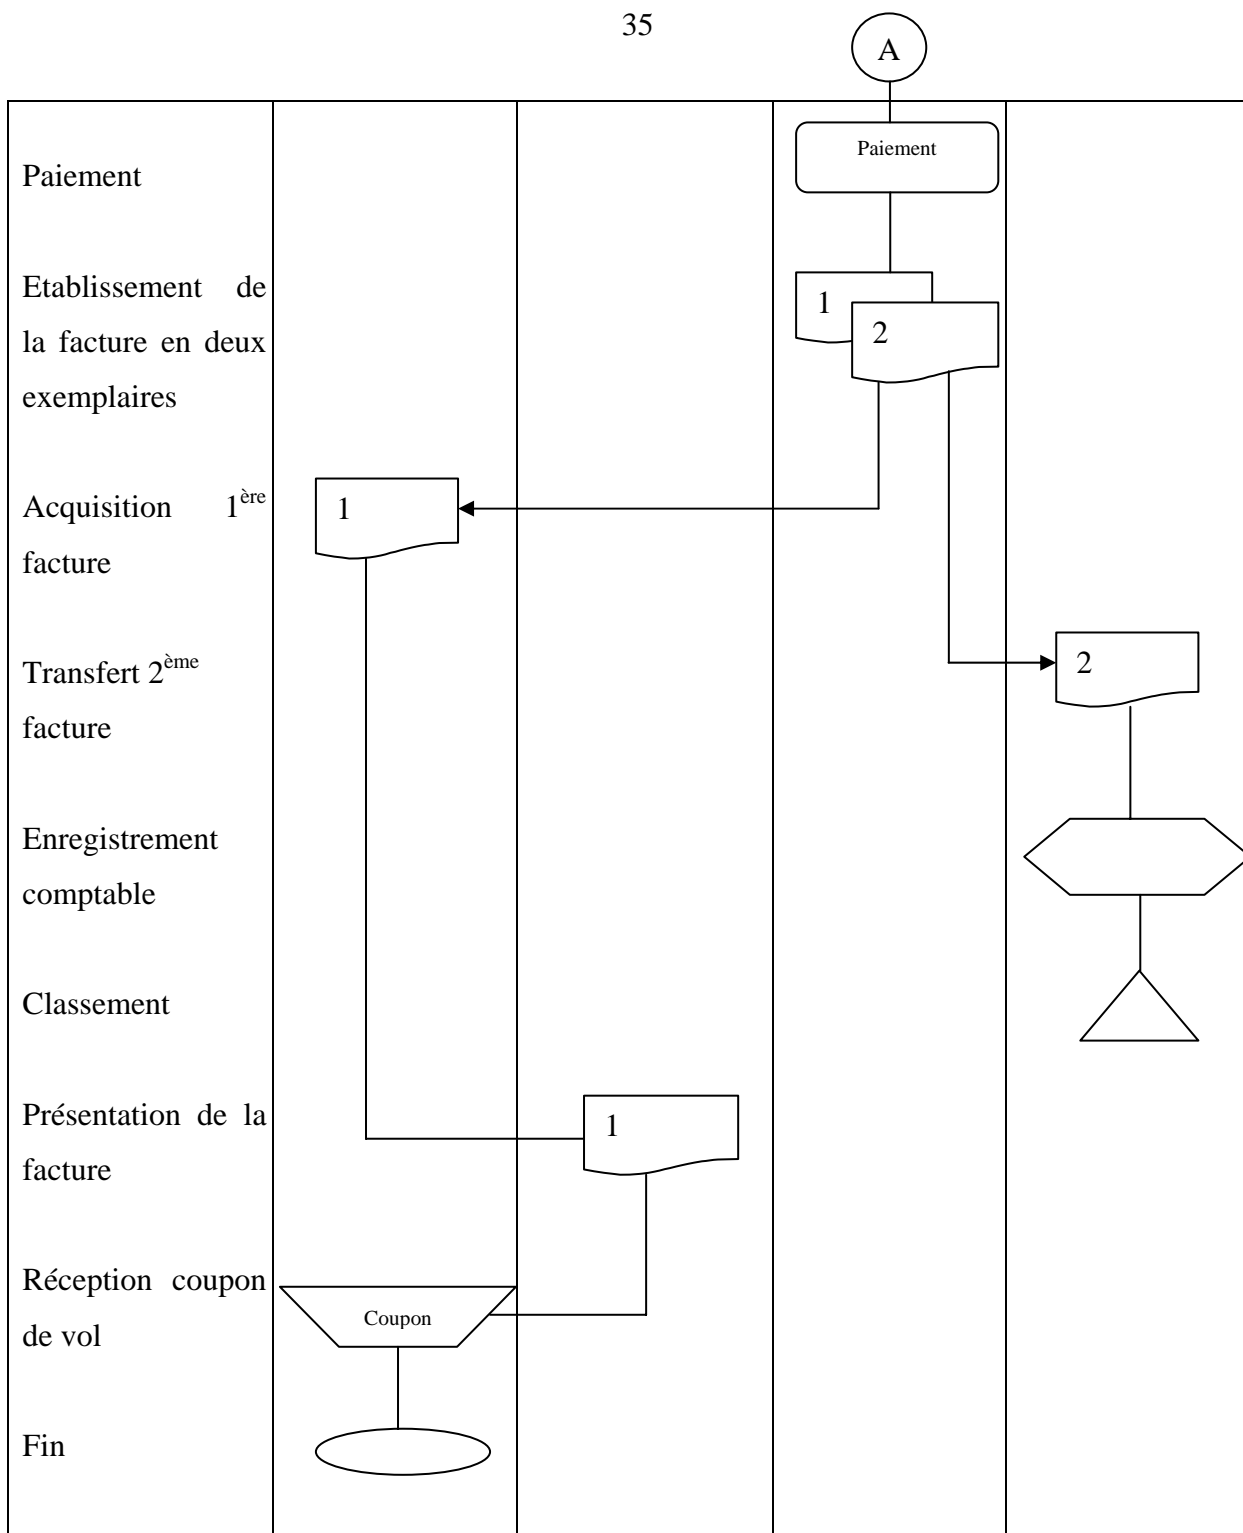 35
A
Paiement
Paiement
Etablissement de
la facture en deux
exemplaires
1
2
Acquisition 1ère
facture
1
Transfert 2ème
facture
2
Enregistrement
comptable
Classement
Présentation de la
facture
1
Réception coupon
de vol
Coupon
Fin